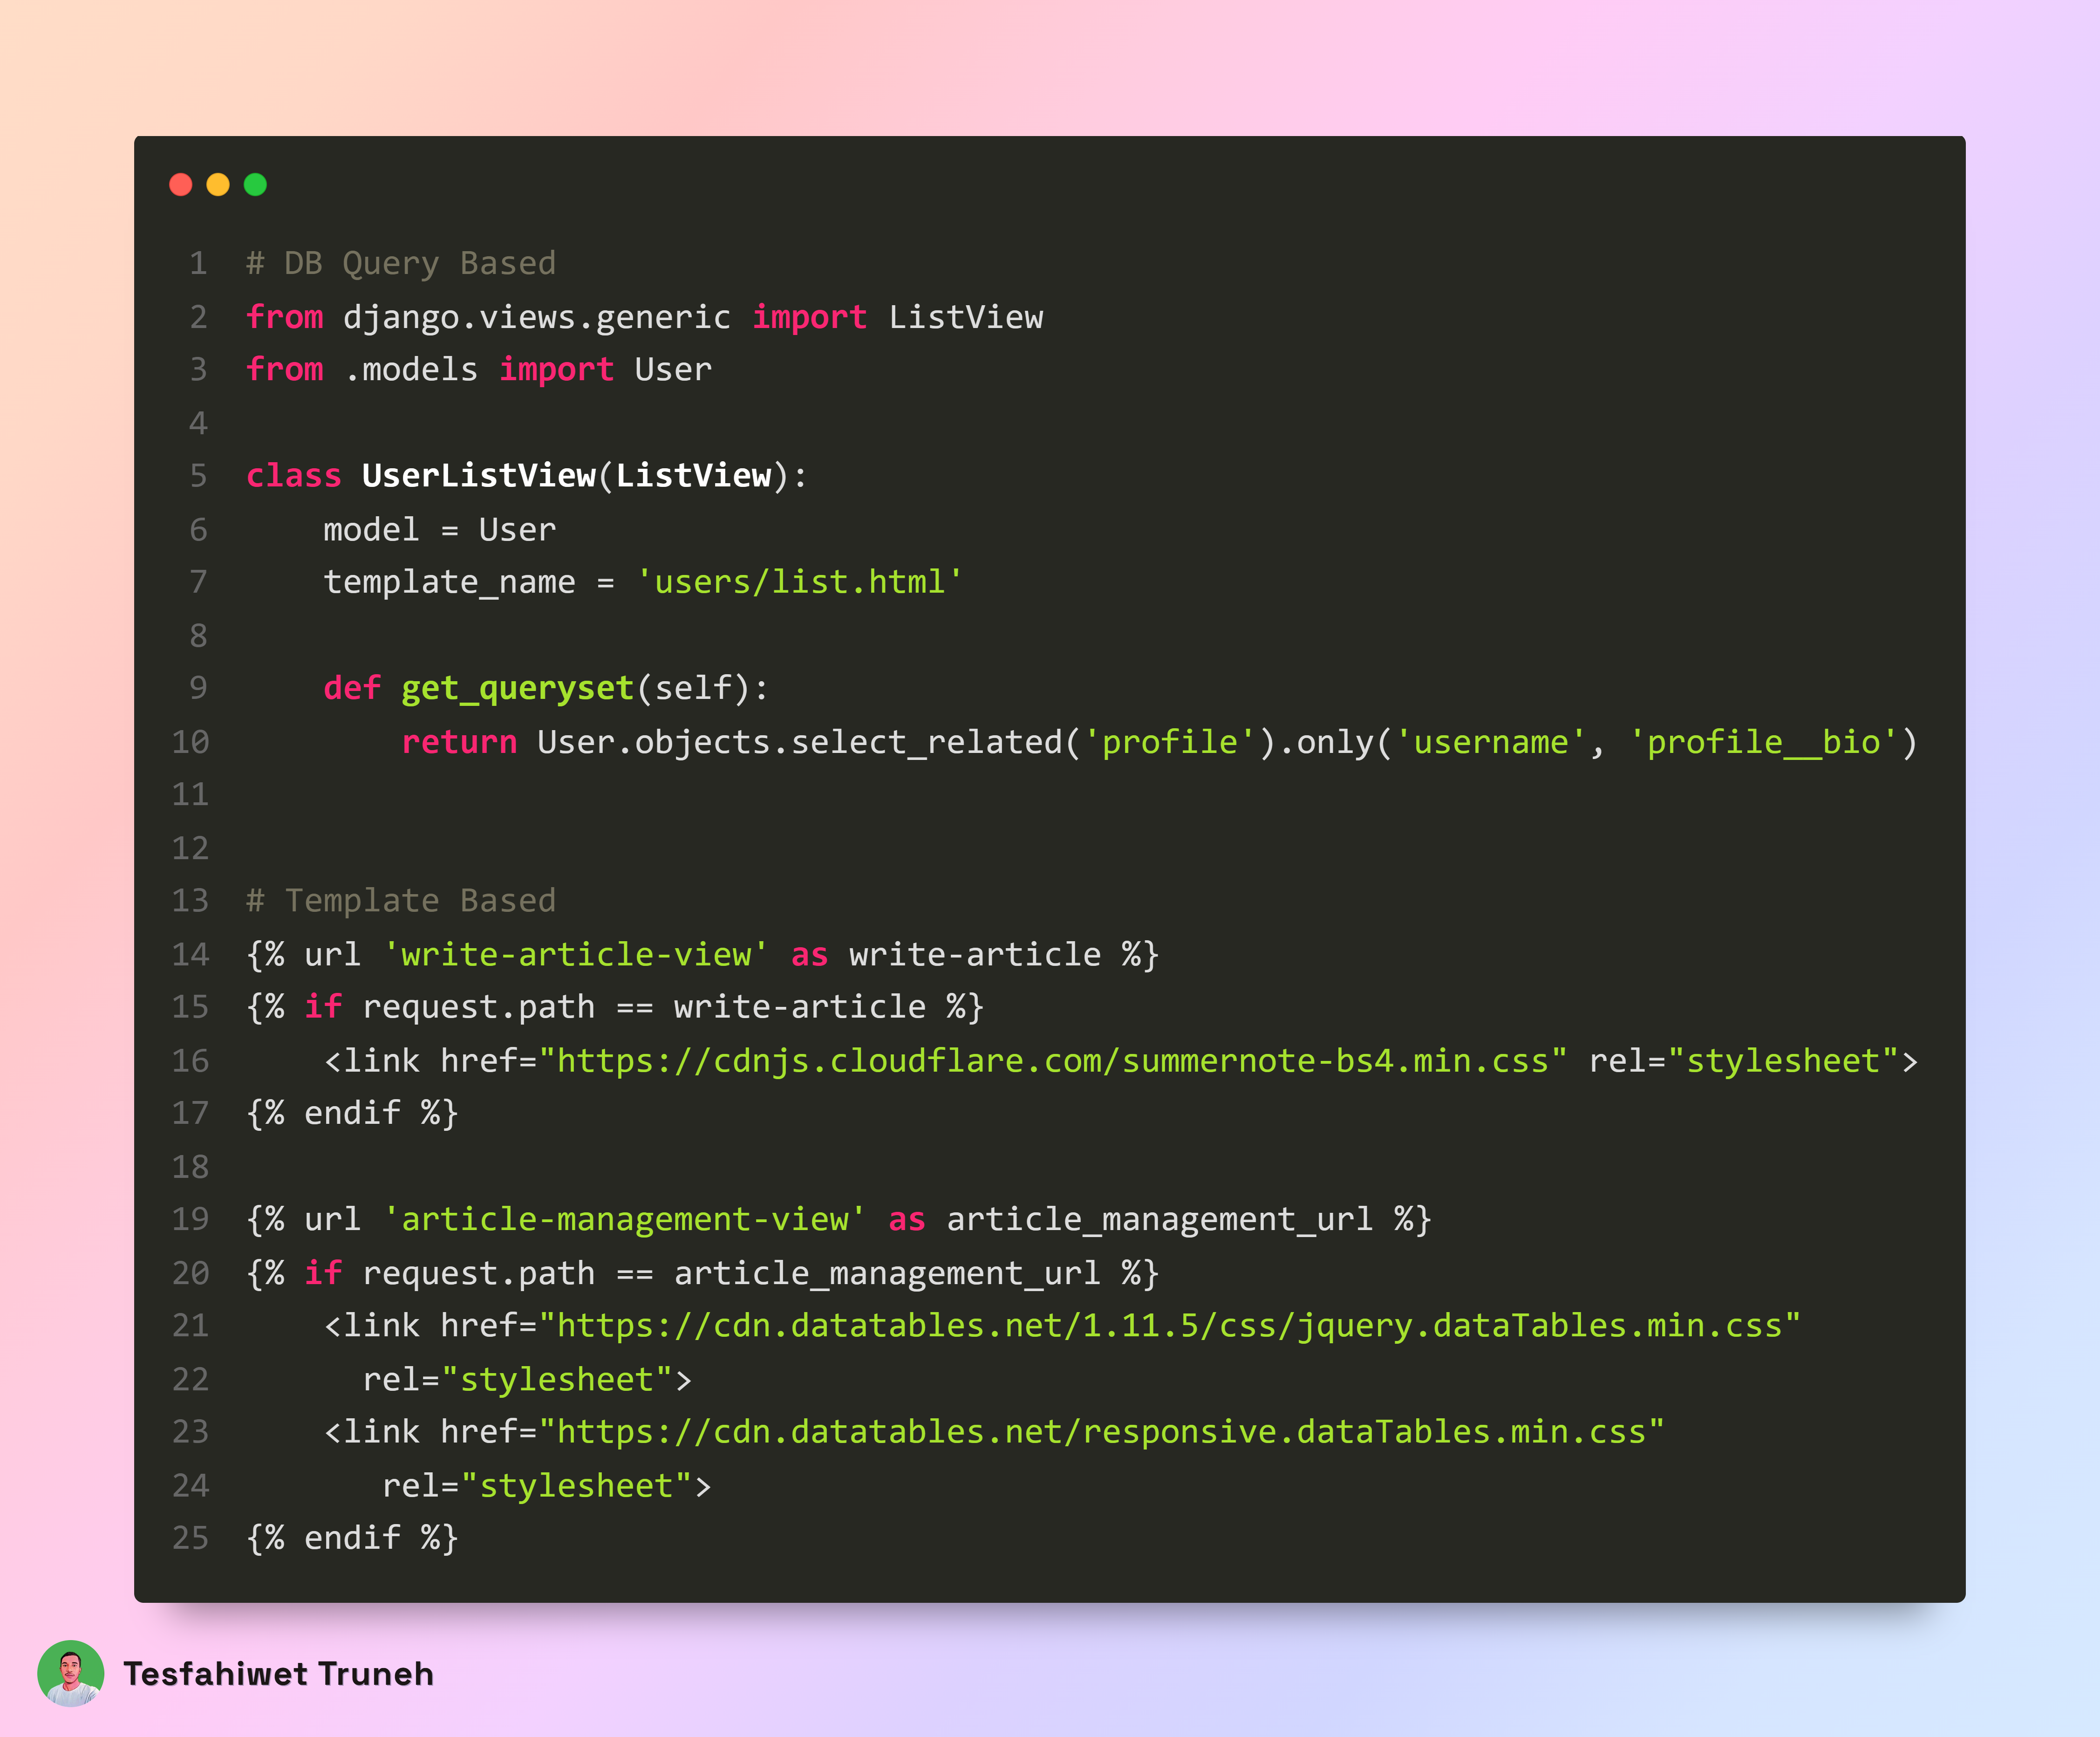 1 # DB Query Based
2 from django.views.generic import ListView
3 from .models import User
4
5 class UserListView(ListView):
6     model = User
7     template_name = 'users/list.html'
8
9     def get_queryset(self):
10         return User.objects.select_related('profile').only('username', 'profile__bio')
11
12
13 # Template Based
14 {% url 'write-article-view' as write-article %}
15 {% if request.path == write-article %}
16     <link href="https://cdnjs.cloudflare.com/summernote-bs4.min.css" rel="stylesheet">
17 {% endif %}
18
19 {% url 'article-management-view' as article_management_url %}
20 {% if request.path == article_management_url %}
21     <link href="https://cdn.datatables.net/1.11.5/css/jquery.dataTables.min.css"
22       rel="stylesheet">
23     <link href="https://cdn.datatables.net/responsive.dataTables.min.css"
24        rel="stylesheet">
25 {% endif %}
Tesfahiwet Truneh